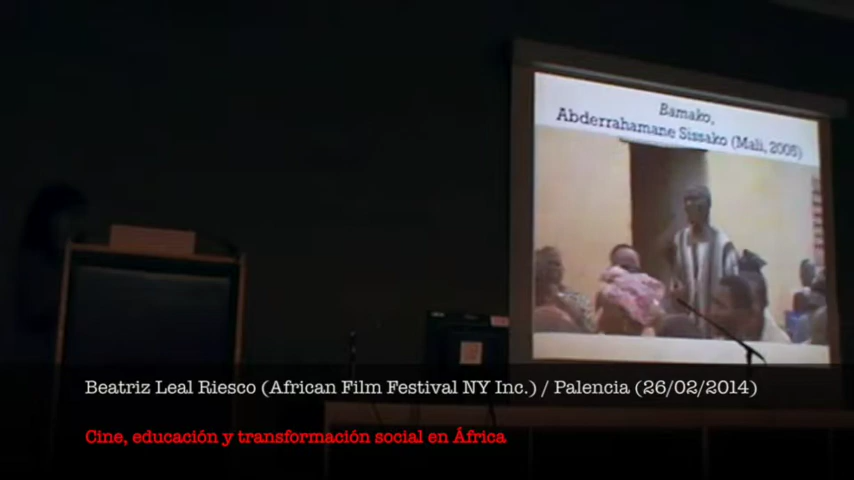 Bamako,
Abderrahamane Sissako (Mali, 2005)
Beatriz Leal Riesco (African Film Festival NY Inc.) / Palencia (26/02/2014)
Cine, educación y transformación social en África